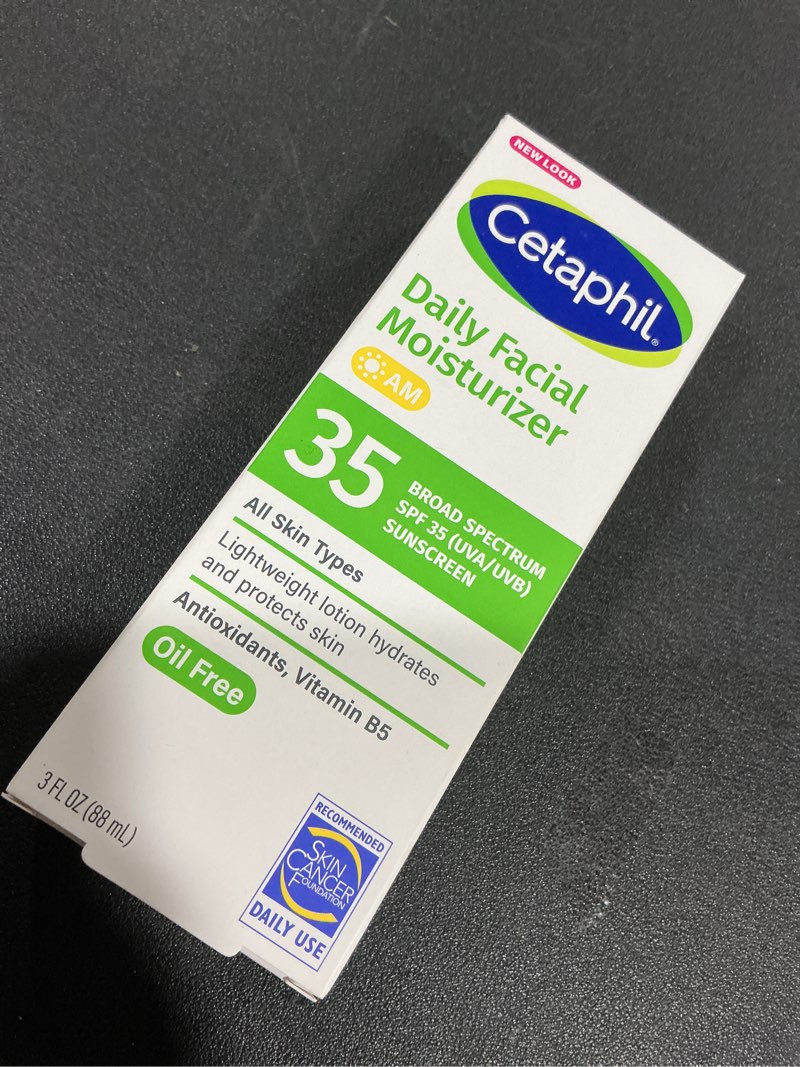 NEW LOOK
Cetaphil®
Daily Facial
Moisturizer
AM
35
BROAD SPECTRUM
SPF 35 (UVA/UVB)
SUNSCREEN
All Skin Types
Lightweight lotion hydrates
and protects skin
Antioxidants, Vitamin B5
Oil Free
3 FL OZ (88 mL)
RECOMMENDED
SKIN
CANCER
FOUNDATION
DAILY USE